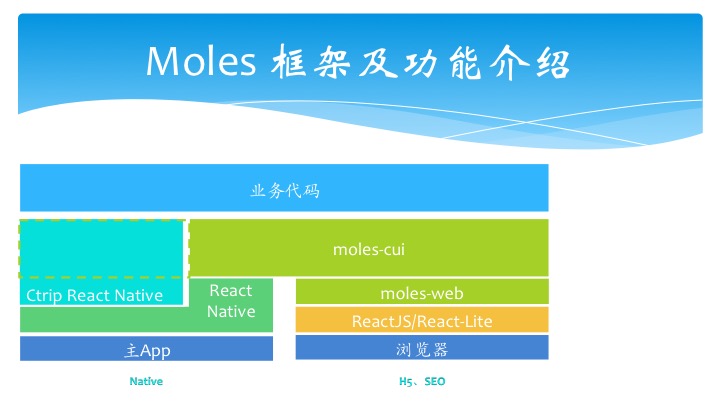 Moles 框架及功能介绍
业务代码
moles-cui
Ctrip React Native
React
Native
moles-web
ReactJS/React-Lite
主App
浏览器
Native
H5、SEO